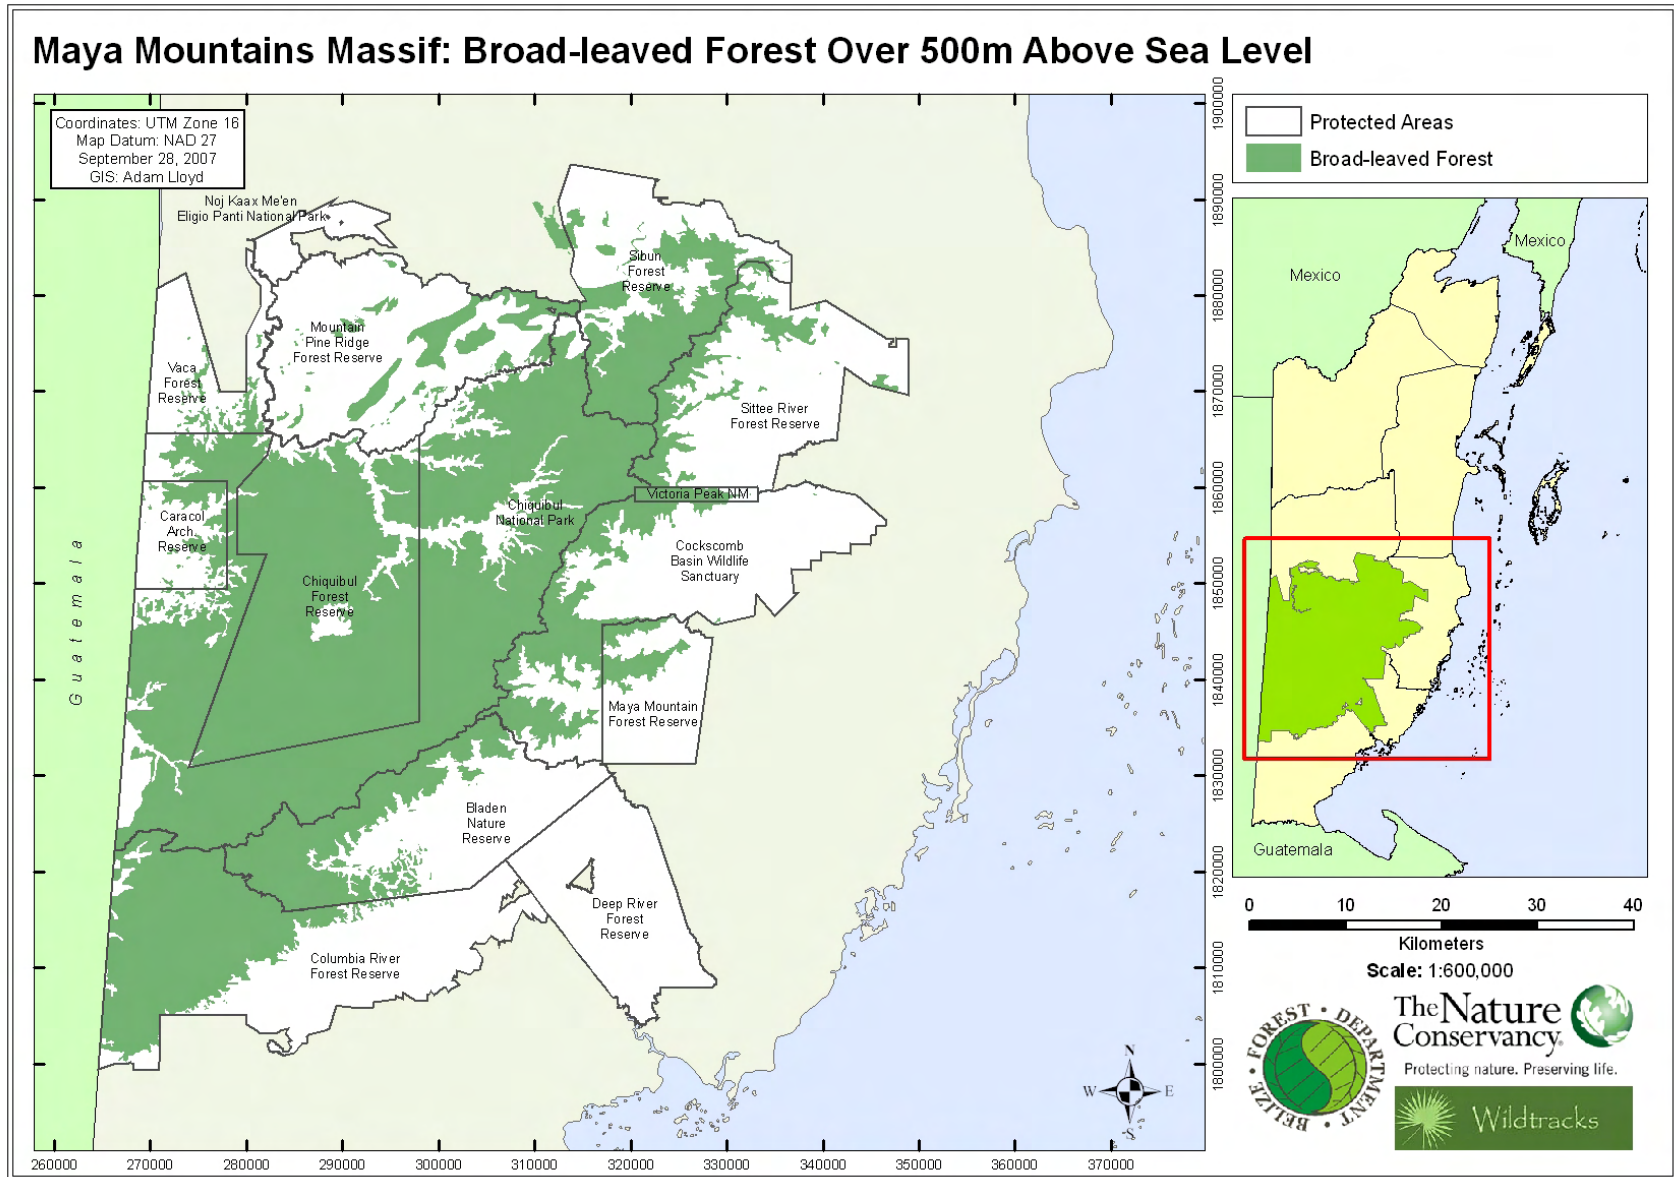 Maya Mountains Massif: Broad-leaved Forest Over 500m Above Sea Level
Coordinates: UTM Zone 16
Map Datum: NAD 27
September 28, 2007
GIS: Adam Lloyd
Noj Kaax Me'en
Eligio Panti National Park
Sibun
Forest
Reserve
Mountain
Pine Ridge
Forest Reserve
Vaca
Forest
Reserve
Sittee River
Forest Reserve
Victoria Peak NM
Caracol
Arch.
Reserve
Chiquibul
National Park
Cockscomb
Basin Wildlife
Sanctuary
Chiquibul
Forest
Reserve
Guatemala
Maya Mountain
Forest Reserve
Bladen
Nature
Reserve
Deep River
Forest
Reserve
Columbia River
Forest Reserve
N
W
E
S
260000
270000
280000
290000
300000
310000
320000
330000
340000
350000
360000
370000
1900000
1890000
1880000
1870000
1860000
1850000
1840000
1830000
1820000
1810000
1800000
Protected Areas
Broad-leaved Forest
Mexico
Mexico
Guatemala
0 10 20 30 40
Kilometers
Scale: 1:600,000
BELIZE • FOREST • DEPARTMENT •
The Nature
Conservancy
Protecting nature. Preserving life.
Wildtracks